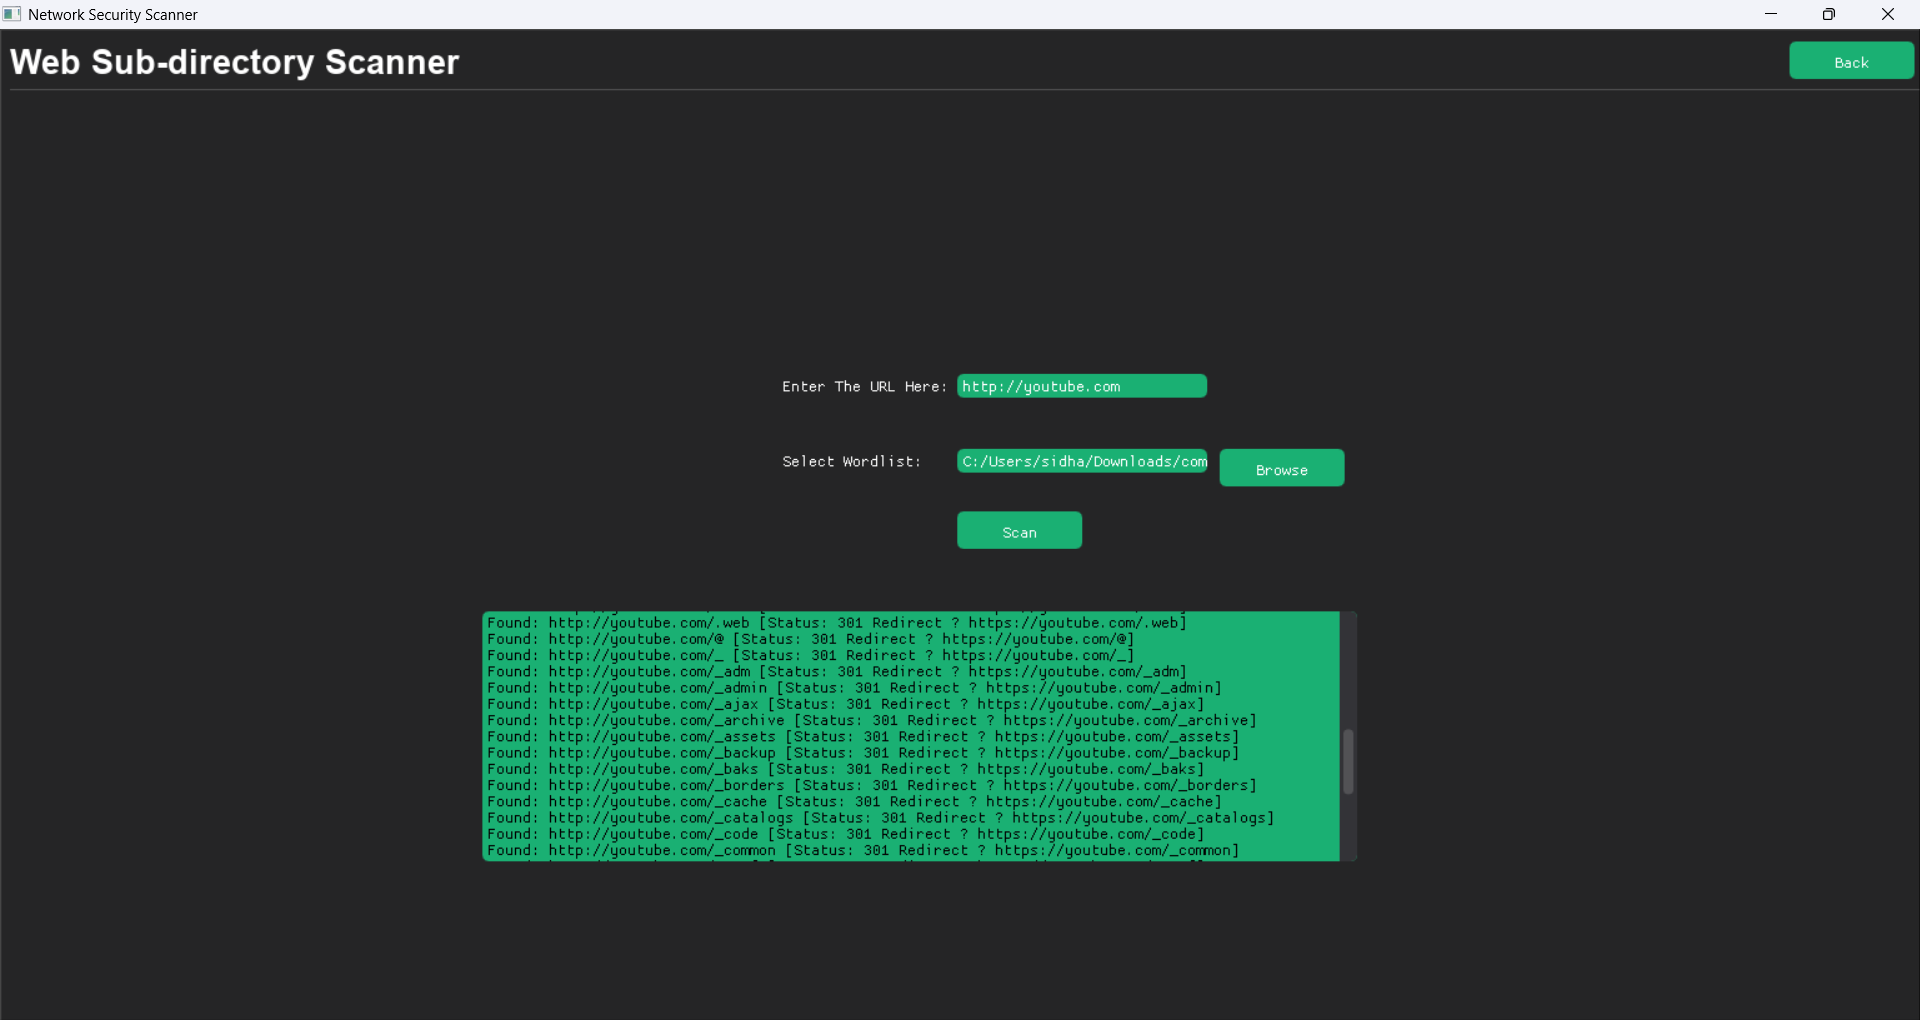 Network Security Scanner
Web Sub-directory Scanner
Back
Enter The URL Here: http://youtube.com
Select Wordlist: C:/Users/sidha/Downloads/com
Browse
Scan
Found: http://youtube.com/.web [Status: 301 Redirect ? https://youtube.com/.web]
Found: http://youtube.com/@ [Status: 301 Redirect ? https://youtube.com/@]
Found: http://youtube.com/_ [Status: 301 Redirect ? https://youtube.com/_]
Found: http://youtube.com/_adm [Status: 301 Redirect ? https://youtube.com/_adm]
Found: http://youtube.com/_admin [Status: 301 Redirect ? https://youtube.com/_admin]
Found: http://youtube.com/_ajax [Status: 301 Redirect ? https://youtube.com/_ajax]
Found: http://youtube.com/_archive [Status: 301 Redirect ? https://youtube.com/_archive]
Found: http://youtube.com/_assets [Status: 301 Redirect ? https://youtube.com/_assets]
Found: http://youtube.com/_backup [Status: 301 Redirect ? https://youtube.com/_backup]
Found: http://youtube.com/_baks [Status: 301 Redirect ? https://youtube.com/_baks]
Found: http://youtube.com/_borders [Status: 301 Redirect ? https://youtube.com/_borders]
Found: http://youtube.com/_cache [Status: 301 Redirect ? https://youtube.com/_cache]
Found: http://youtube.com/_catalogs [Status: 301 Redirect ? https://youtube.com/_catalogs]
Found: http://youtube.com/_code [Status: 301 Redirect ? https://youtube.com/_code]
Found: http://youtube.com/_common [Status: 301 Redirect ? https://youtube.com/_common]